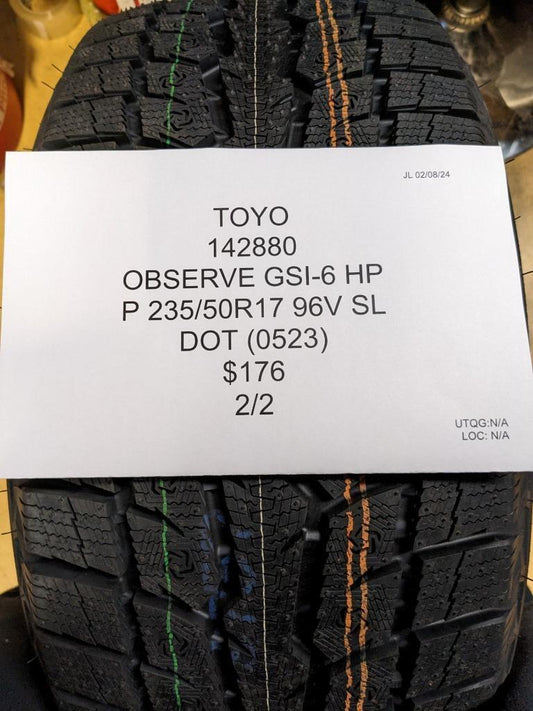 JL 02/08/24
TOYO
142880
OBSERVE GSI-6 HP
P 235/50R17 96V SL
DOT (0523)
$176
2/2
UTQG:N/A
LOC: N/A